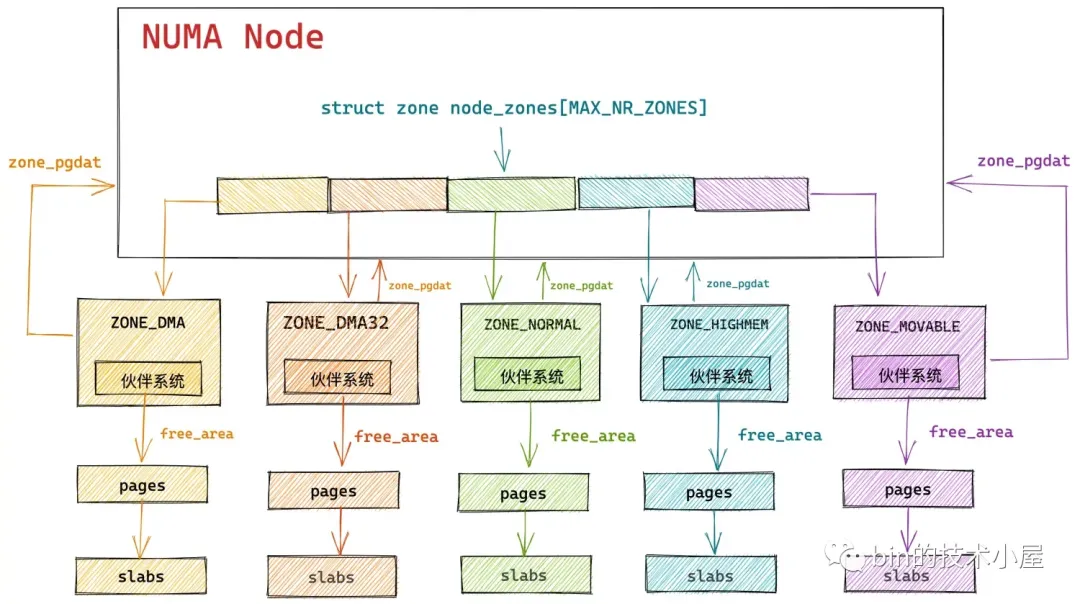 NUMA Node
struct zone node_zones[MAX_NR_ZONES]
zone_pgdat
zone_pgdat
zone_pgdat
zone_pgdat
zone_pgdat
ZONE_DMA
ZONE_DMA32
ZONE_NORMAL
ZONE_HIGHMEM
ZONE_MOVABLE
伙伴系统
伙伴系统
伙伴系统
伙伴系统
伙伴系统
free_area
free_area
free_area
free_area
free_area
pages
pages
pages
pages
pages
slabs
slabs
slabs
slabs
slabs
bin的技术小屋